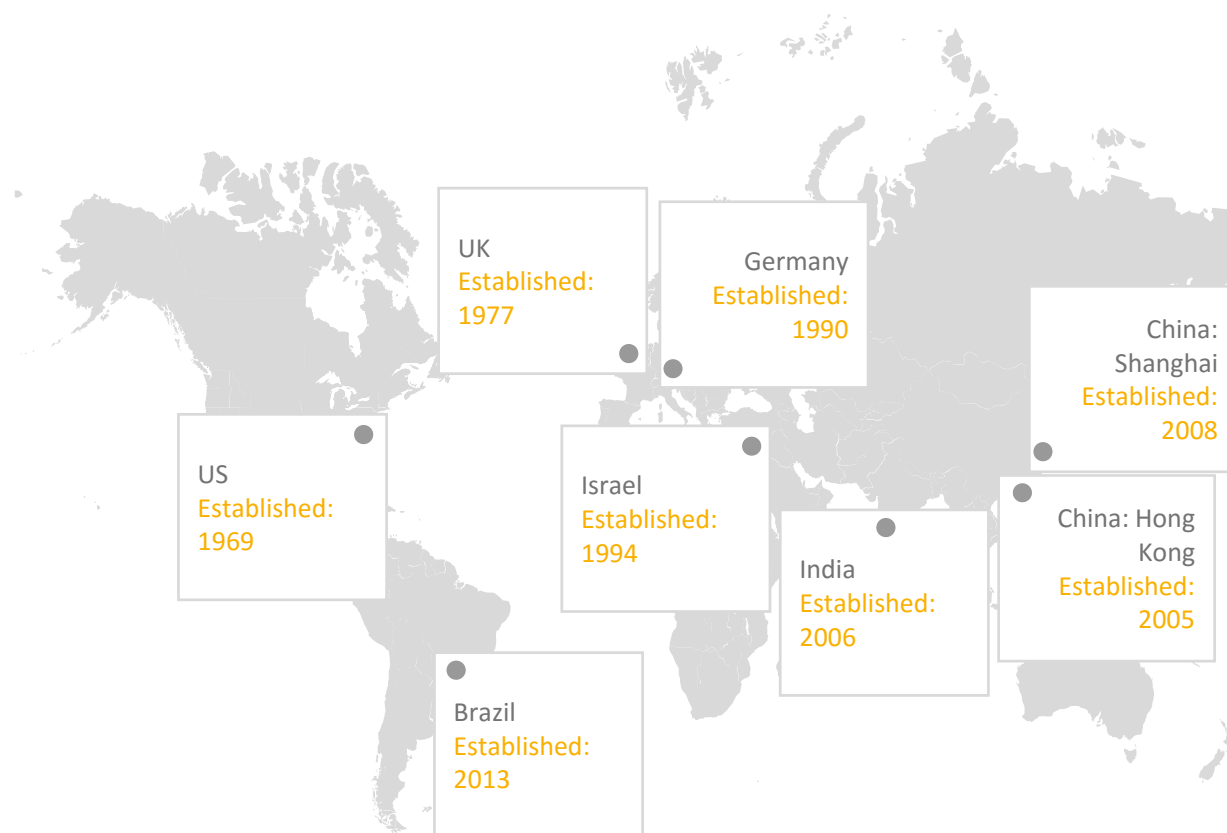 UK
Established:
1977
Germany
Established:
1990
China:
Shanghai
Established:
2008
US
Established:
1969
Israel
Established:
1994
India
Established:
2006
China: Hong
Kong
Established:
2005
Brazil
Established:
2013